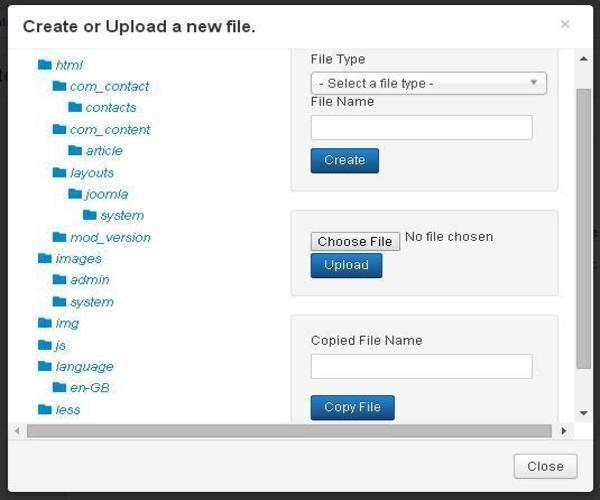 Create or Upload a new file.
×
html
com_contact
contacts
com_content
article
layouts
joomla
system
mod_version
images
admin
system
img
js
language
en-GB
less
File Type
- Select a file type -
File Name
Create
Choose File No file chosen
Upload
Copied File Name
Copy File
Close